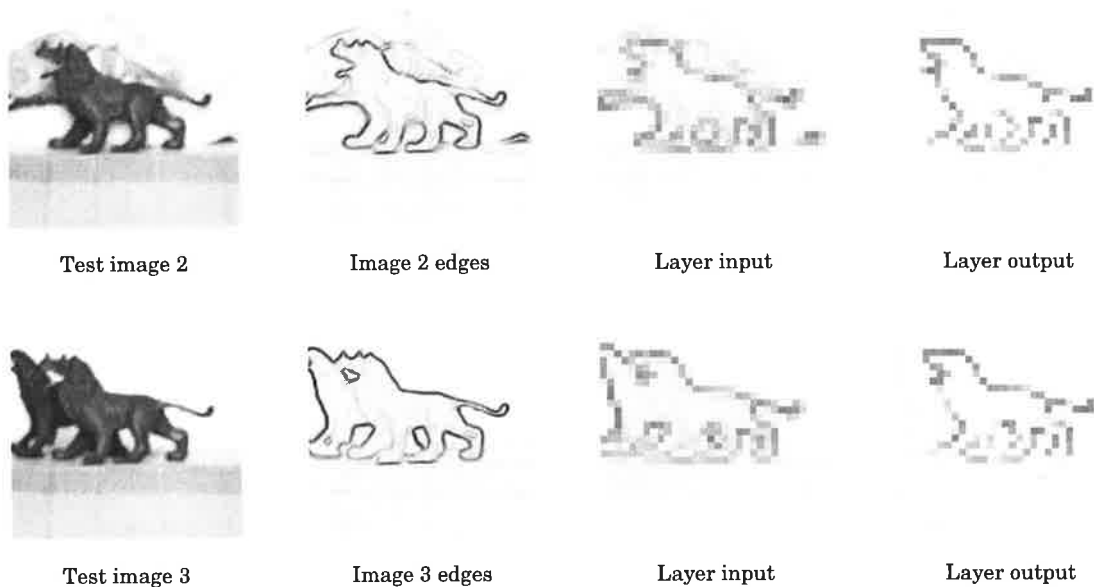 Test image 2 Image 2 edges Layer input Layer output
Test image 3 Image 3 edges Layer input Layer output